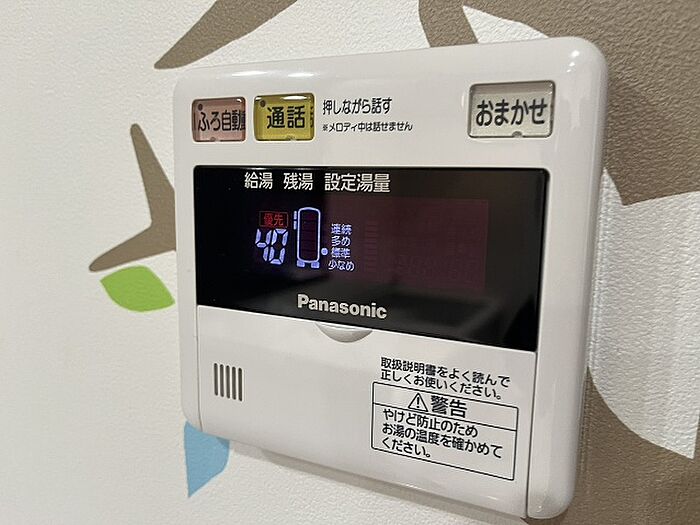 ふろ自動
通話
押しながら話す
※メロディ中は話せません
おまかせ
給湯 残湯 設定湯量
優先
40
連続
多め
標準
少なめ
Panasonic
取扱説明書をよく読んで
正しくお使いください。
警告
やけど防止のため
お湯の温度を確かめて
ください。